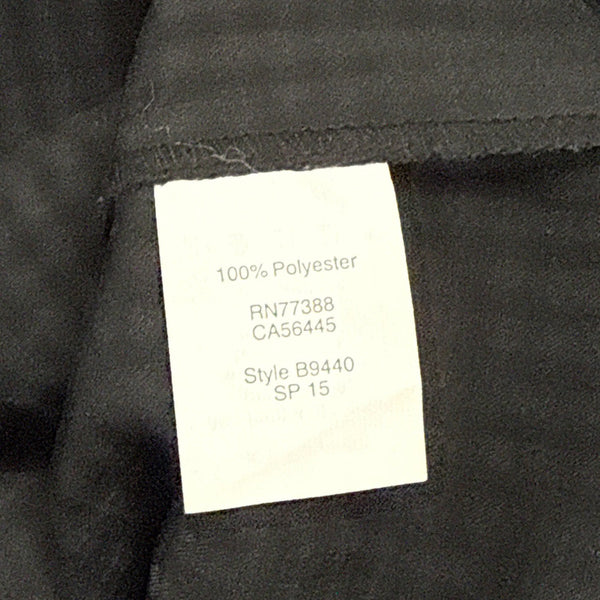 100% Polyester
RN77388
CA56445
Style B9440
SP 15